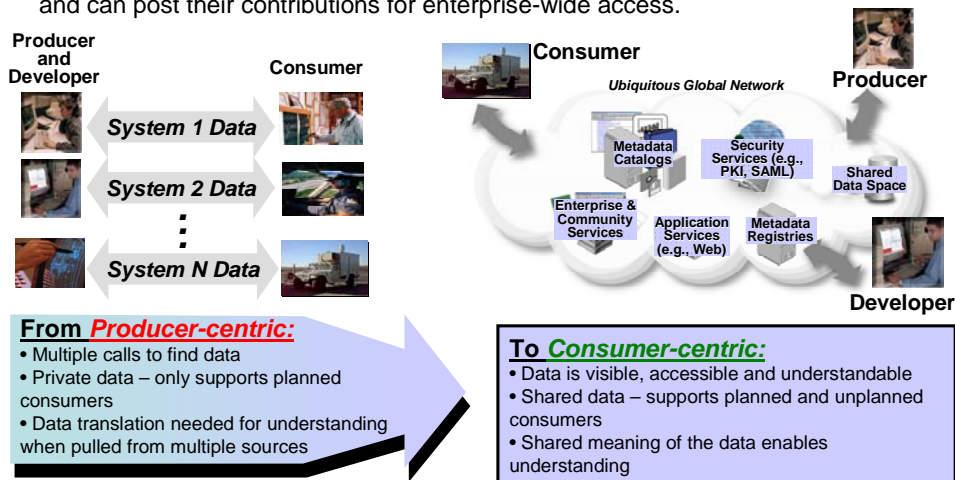 and can post their contributions for enterprise-wide access.
Producer
and
Developer
Consumer
System 1 Data
System 2 Data
:
System N Data
Consumer
Producer
Ubiquitous Global Network
Metadata
Catalogs
Security
Services (e.g.,
PKI, SAML)
Shared
Data Space
Enterprise &
Community
Services
Application
Services
(e.g., Web)
Metadata
Registries
Developer
From Producer-centric:
• Multiple calls to find data
• Private data – only supports planned
consumers
• Data translation needed for understanding
when pulled from multiple sources
To Consumer-centric:
• Data is visible, accessible and understandable
• Shared data – supports planned and unplanned
consumers
• Shared meaning of the data enables
understanding